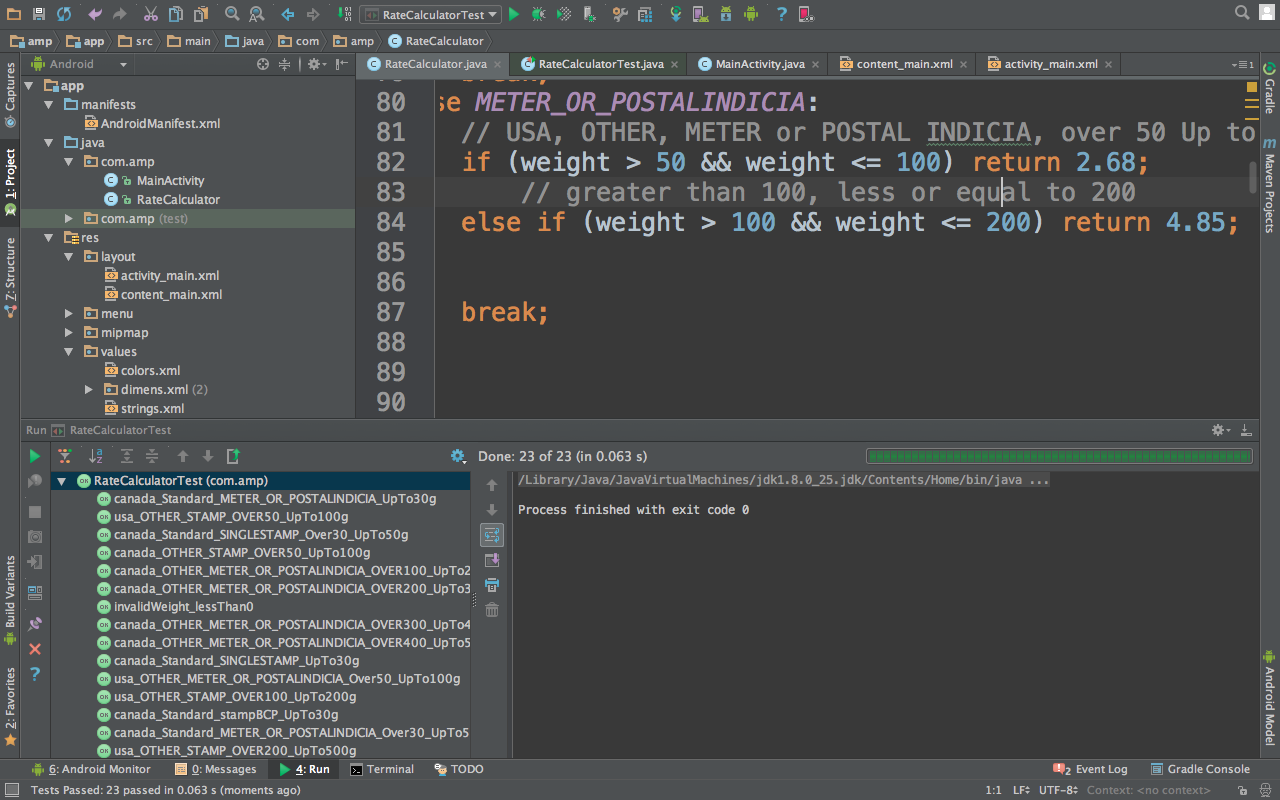 RateCalculatorTest
amp
app
src
main
java
com
amp
RateCalculator
Android
RateCalculator.java
RateCalculatorTest.java
MainActivity.java
content_main.xml
activity_main.xml
1
Captures
1: Project
Z: Structure
Build Variants
2: Favorites
app
manifests
AndroidManifest.xml
java
com.amp
MainActivity
RateCalculator
com.amp (test)
res
layout
activity_main.xml
content_main.xml
menu
mipmap
values
colors.xml
dimens.xml (2)
strings.xml
80 se METER_OR_POSTALINDICIA:
81 // USA, OTHER, METER or POSTAL INDICIA, over 50 Up to
82 if (weight > 50 && weight <= 100) return 2.68;
83 // greater than 100, less or equal to 200
84 else if (weight > 100 && weight <= 200) return 4.85;
85
86
87 break;
88
89
90
Gradle
Maven Projects
Android Model
Run RateCalculatorTest
Done: 23 of 23 (in 0.063 s)
RateCalculatorTest (com.amp)
canada_Standard_METER_OR_POSTALINDICIA_UpTo30g
usa_OTHER_STAMP_OVER50_UpTo100g
canada_Standard_SINGLESTAMP_Over30_UpTo50g
canada_OTHER_STAMP_OVER50_UpTo100g
canada_OTHER_METER_OR_POSTALINDICIA_OVER100_UpTo2
canada_OTHER_METER_OR_POSTALINDICIA_OVER200_UpTo3
invalidWeight_lessThan0
canada_OTHER_METER_OR_POSTALINDICIA_OVER300_UpTo4
canada_OTHER_METER_OR_POSTALINDICIA_OVER400_UpTo5
canada_Standard_SINGLESTAMP_UpTo30g
usa_OTHER_METER_OR_POSTALINDICIA_Over50_UpTo100g
usa_OTHER_STAMP_OVER100_UpTo200g
canada_Standard_stampBCP_UpTo30g
canada_Standard_METER_OR_POSTALINDICIA_Over30_UpTo5
usa_OTHER_STAMP_OVER200_UpTo500g
/Library/Java/JavaVirtualMachines/jdk1.8.0_25.jdk/Contents/Home/bin/java ...
Process finished with exit code 0
6: Android Monitor
0: Messages
4: Run
Terminal
TODO
2 Event Log
Gradle Console
Tests Passed: 23 passed in 0.063 s (moments ago)
1:1 LF UTF-8 Context: <no context>